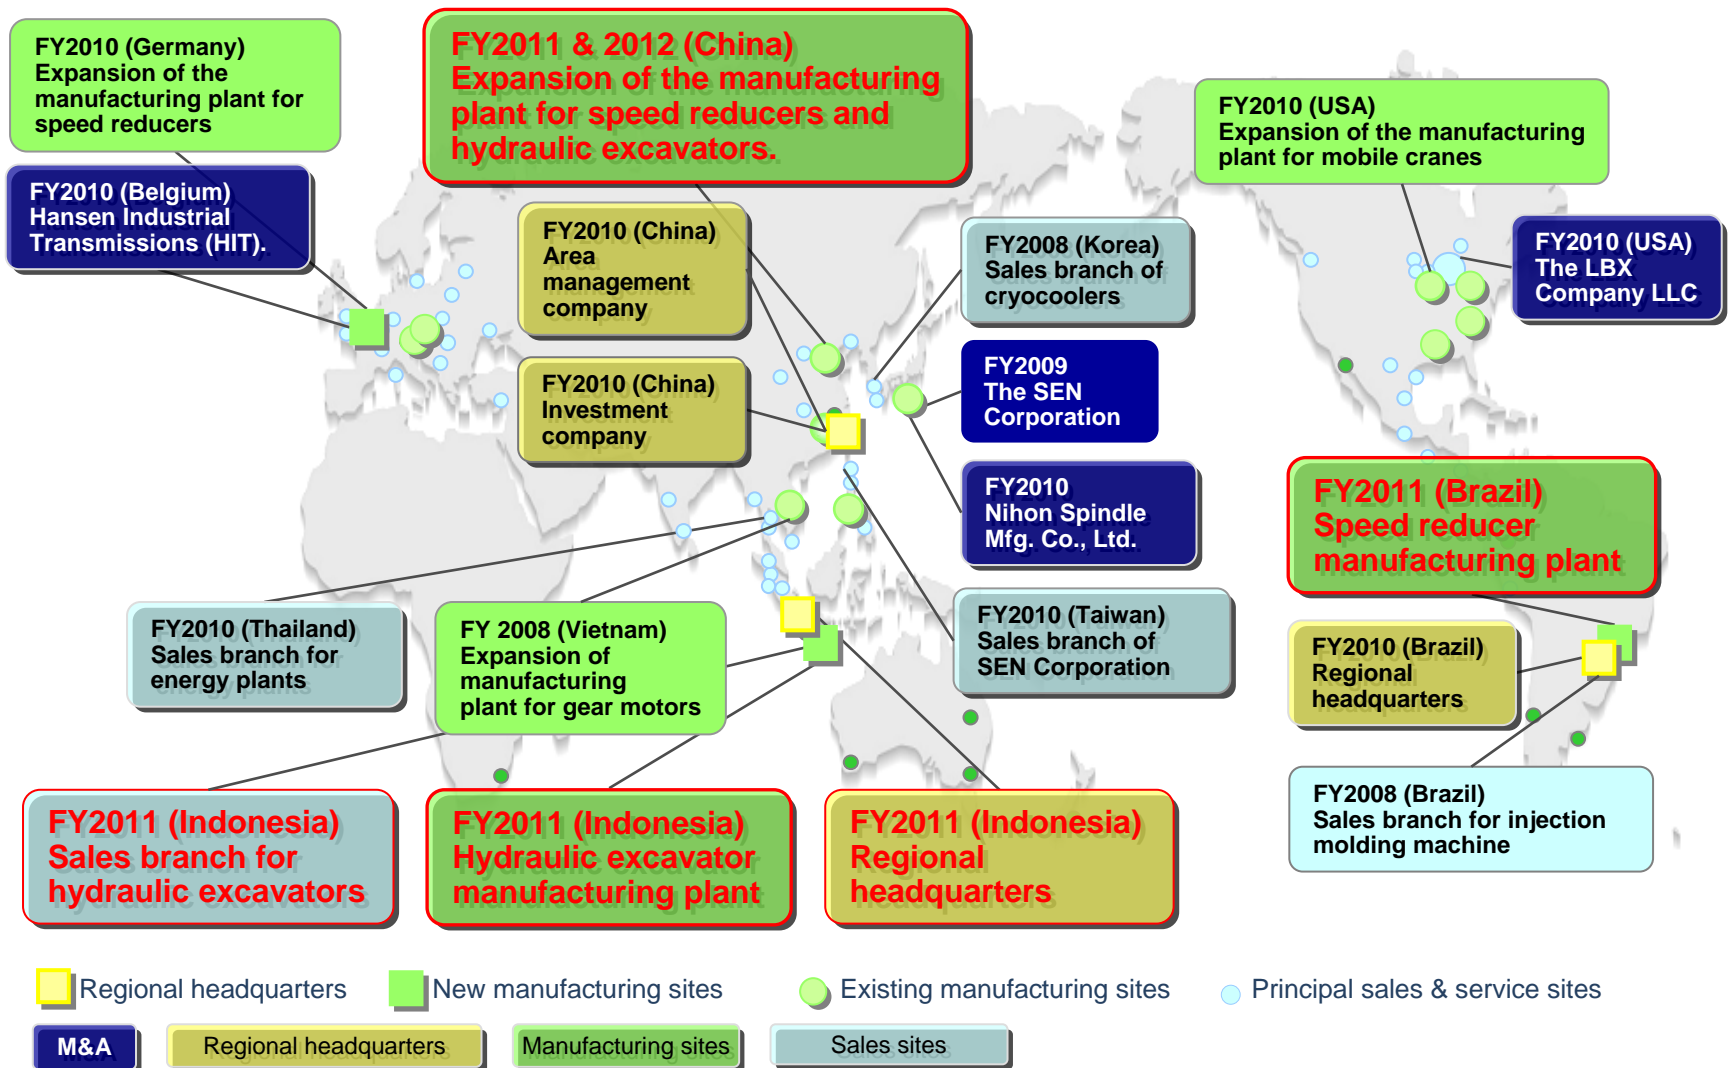 FY2010 (Germany)
Expansion of the
manufacturing plant for
speed reducers
FY2011 & 2012 (China)
Expansion of the manufacturing
plant for speed reducers and
hydraulic excavators.
FY2010 (USA)
Expansion of the manufacturing
plant for mobile cranes
FY2010 (Belgium)
Hansen Industrial
Transmissions (HIT).
FY2010 (China)
Area
management
company
FY2008 (Korea)
Sales branch of
cryocoolers
FY2010 (USA)
The LBX
Company LLC
FY2010 (China)
Investment
company
FY2009
The SEN
Corporation
FY2010
Nihon Spindle
Mfg. Co., Ltd.
FY2011 (Brazil)
Speed reducer
manufacturing plant
FY2010 (Thailand)
Sales branch for
energy plants
FY 2008 (Vietnam)
Expansion of
manufacturing
plant for gear motors
FY2010 (Taiwan)
Sales branch of
SEN Corporation
FY2010 (Brazil)
Regional
headquarters
FY2011 (Indonesia)
Sales branch for
hydraulic excavators
FY2011 (Indonesia)
Hydraulic excavator
manufacturing plant
FY2011 (Indonesia)
Regional
headquarters
FY2008 (Brazil)
Sales branch for injection
molding machine
Regional headquarters
New manufacturing sites
Existing manufacturing sites
Principal sales & service sites
M&A
Regional headquarters
Manufacturing sites
Sales sites